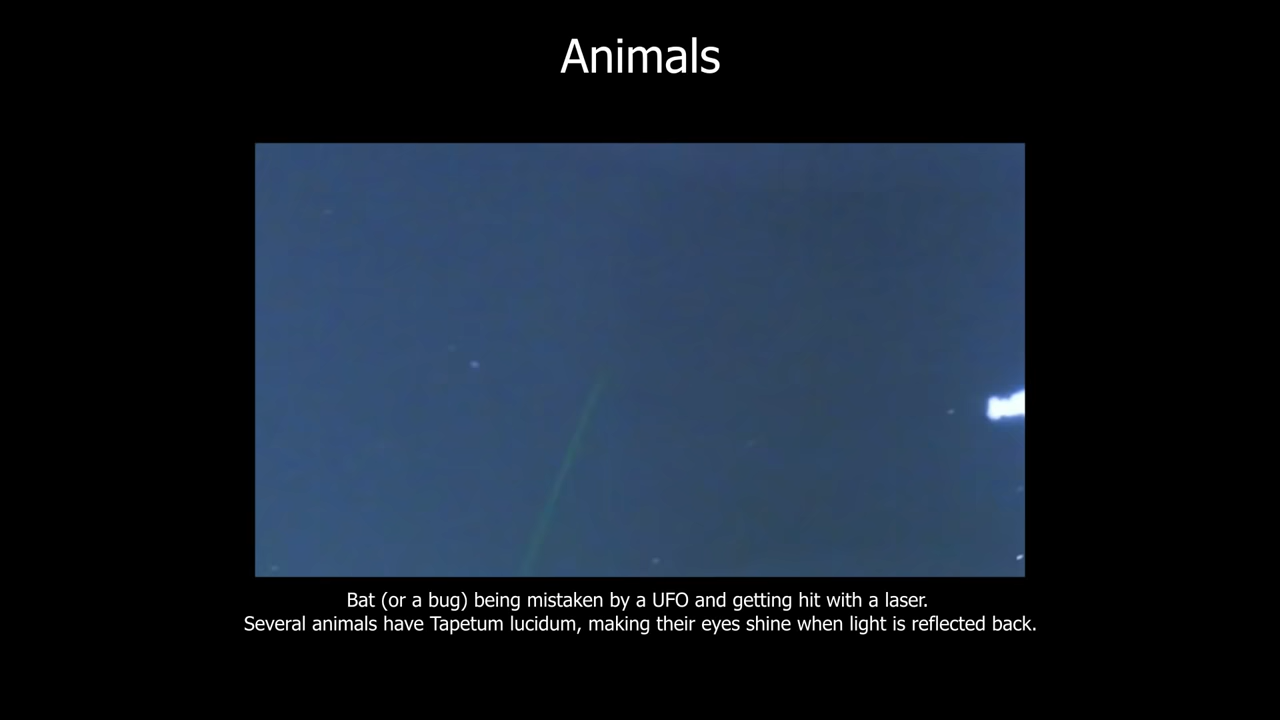 Animals
Bat (or a bug) being mistaken by a UFO and getting hit with a laser.
Several animals have Tapetum lucidum, making their eyes shine when light is reflected back.